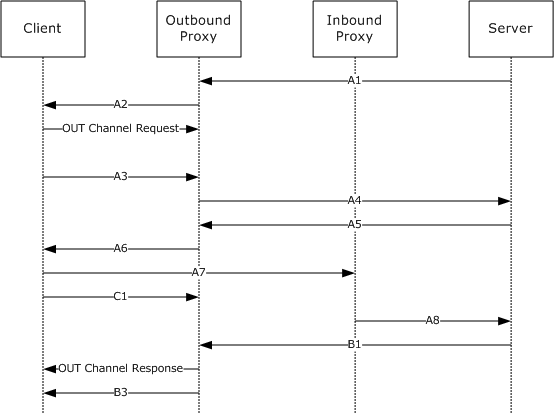 Client
Outbound
Proxy
Inbound
Proxy
Server
A1
A2
OUT Channel Request
A3
A4
A5
A6
A7
C1
A8
B1
OUT Channel Response
B3